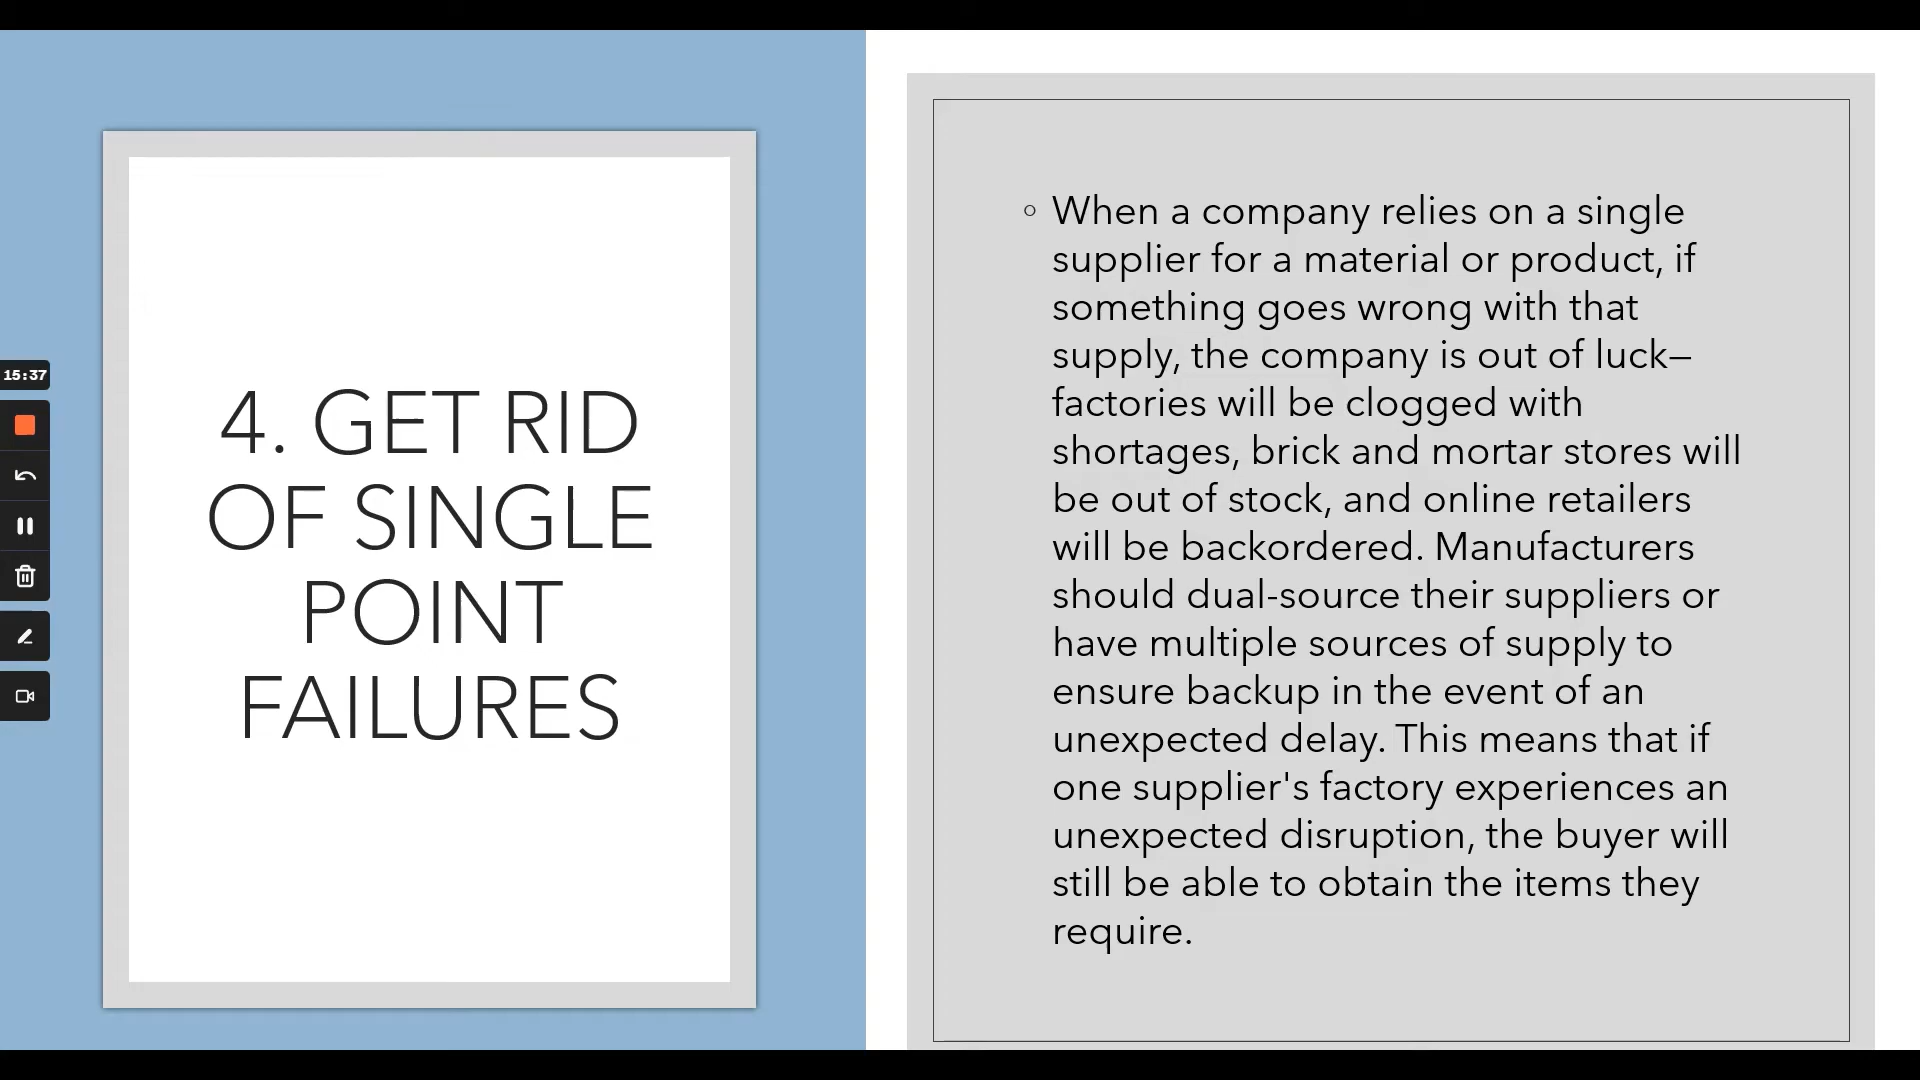 4. GET RID
OF SINGLE
POINT
FAILURES
15:37
When a company relies on a single
supplier for a material or product, if
something goes wrong with that
supply, the company is out of luck—
factories will be clogged with
shortages, brick and mortar stores will
be out of stock, and online retailers
will be backordered. Manufacturers
should dual-source their suppliers or
have multiple sources of supply to
ensure backup in the event of an
unexpected delay. This means that if
one supplier's factory experiences an
unexpected disruption, the buyer will
still be able to obtain the items they
require.